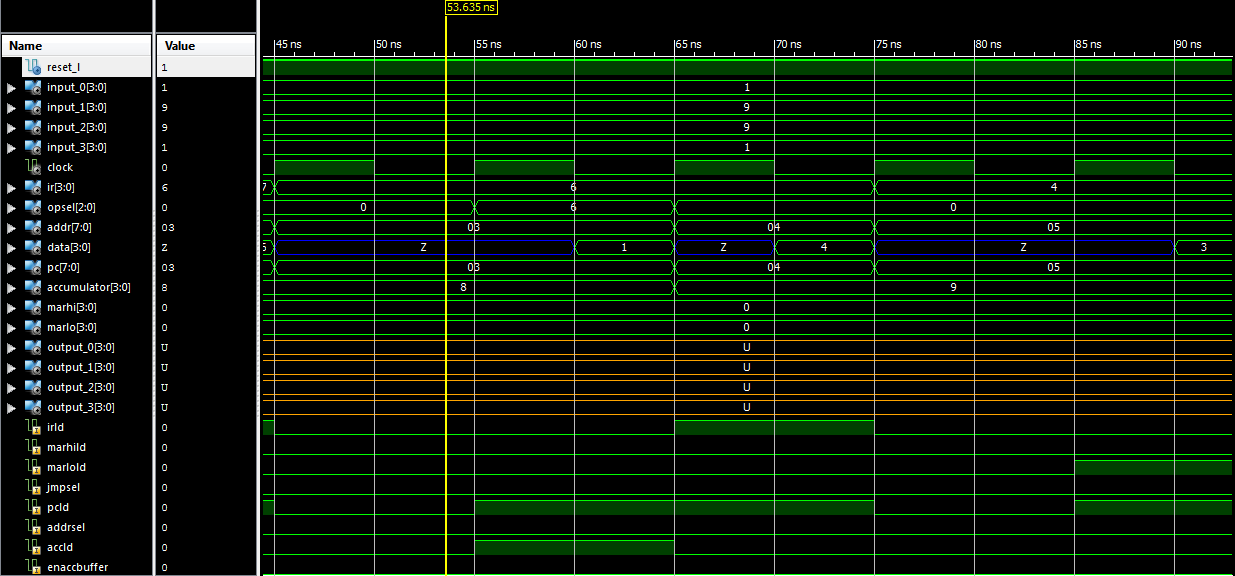 53.635 ns
Name Value 45 ns 50 ns 55 ns 60 ns 65 ns 70 ns 75 ns 80 ns 85 ns 90 ns
reset_l 1
input_0[3:0] 1 1
input_1[3:0] 9 9
input_2[3:0] 9 9
input_3[3:0] 1 1
clock 0
ir[3:0] 6 7 6 4
opsel[2:0] 0 0 6 0
addr[7:0] 03 03 04 05
data[3:0] Z Z 1 Z 4 Z 3
pc[7:0] 03 03 04 05
accumulator[3:0] 8 8 9
marhi[3:0] 0 0
marlo[3:0] 0 0
output_0[3:0] U U
output_1[3:0] U U
output_2[3:0] U U
output_3[3:0] U U
irld 0
marhild 0
marlold 0
jmpsel 0
pcld 0
addrsel 0
accld 0
enaccbuffer 0